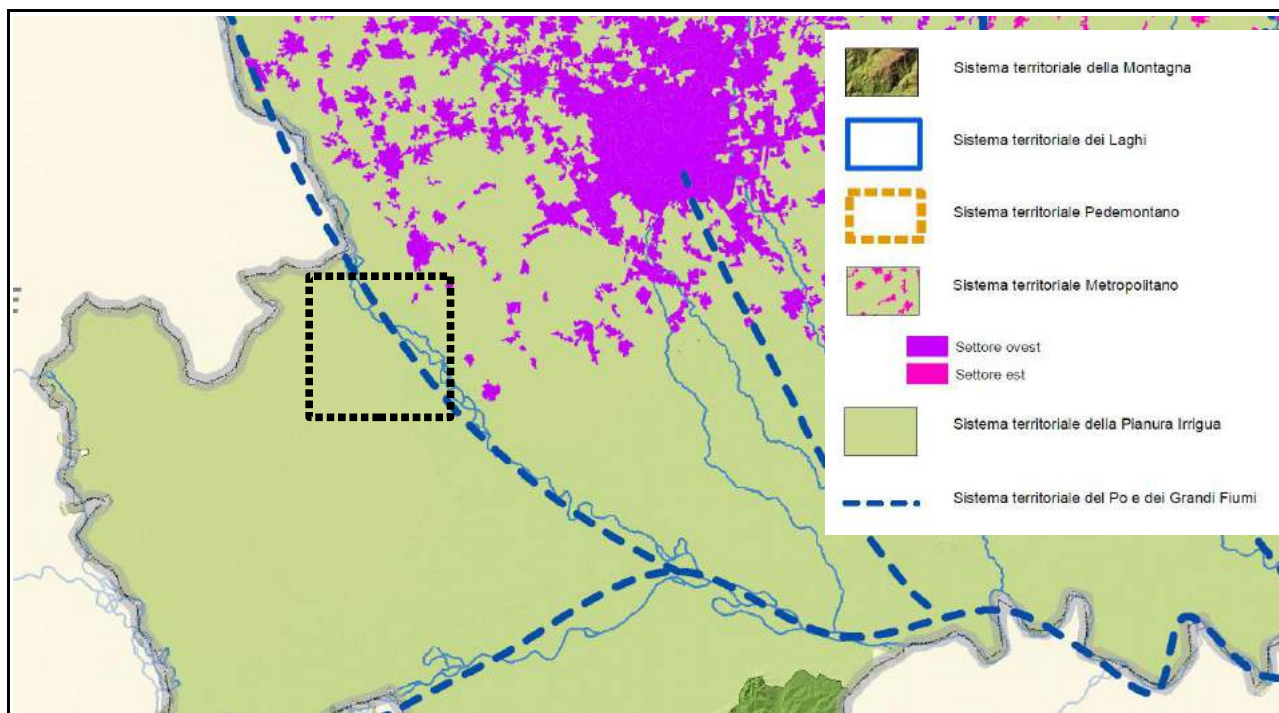 Sistema territoriale della Montagna
Sistema territoriale dei Laghi
Sistema territoriale Pedemontano
Sistema territoriale Metropolitano
Settore ovest
Settore est
Sistema territoriale della Pianura Irrigua
Sistema territoriale del Po e dei Grandi Fiumi